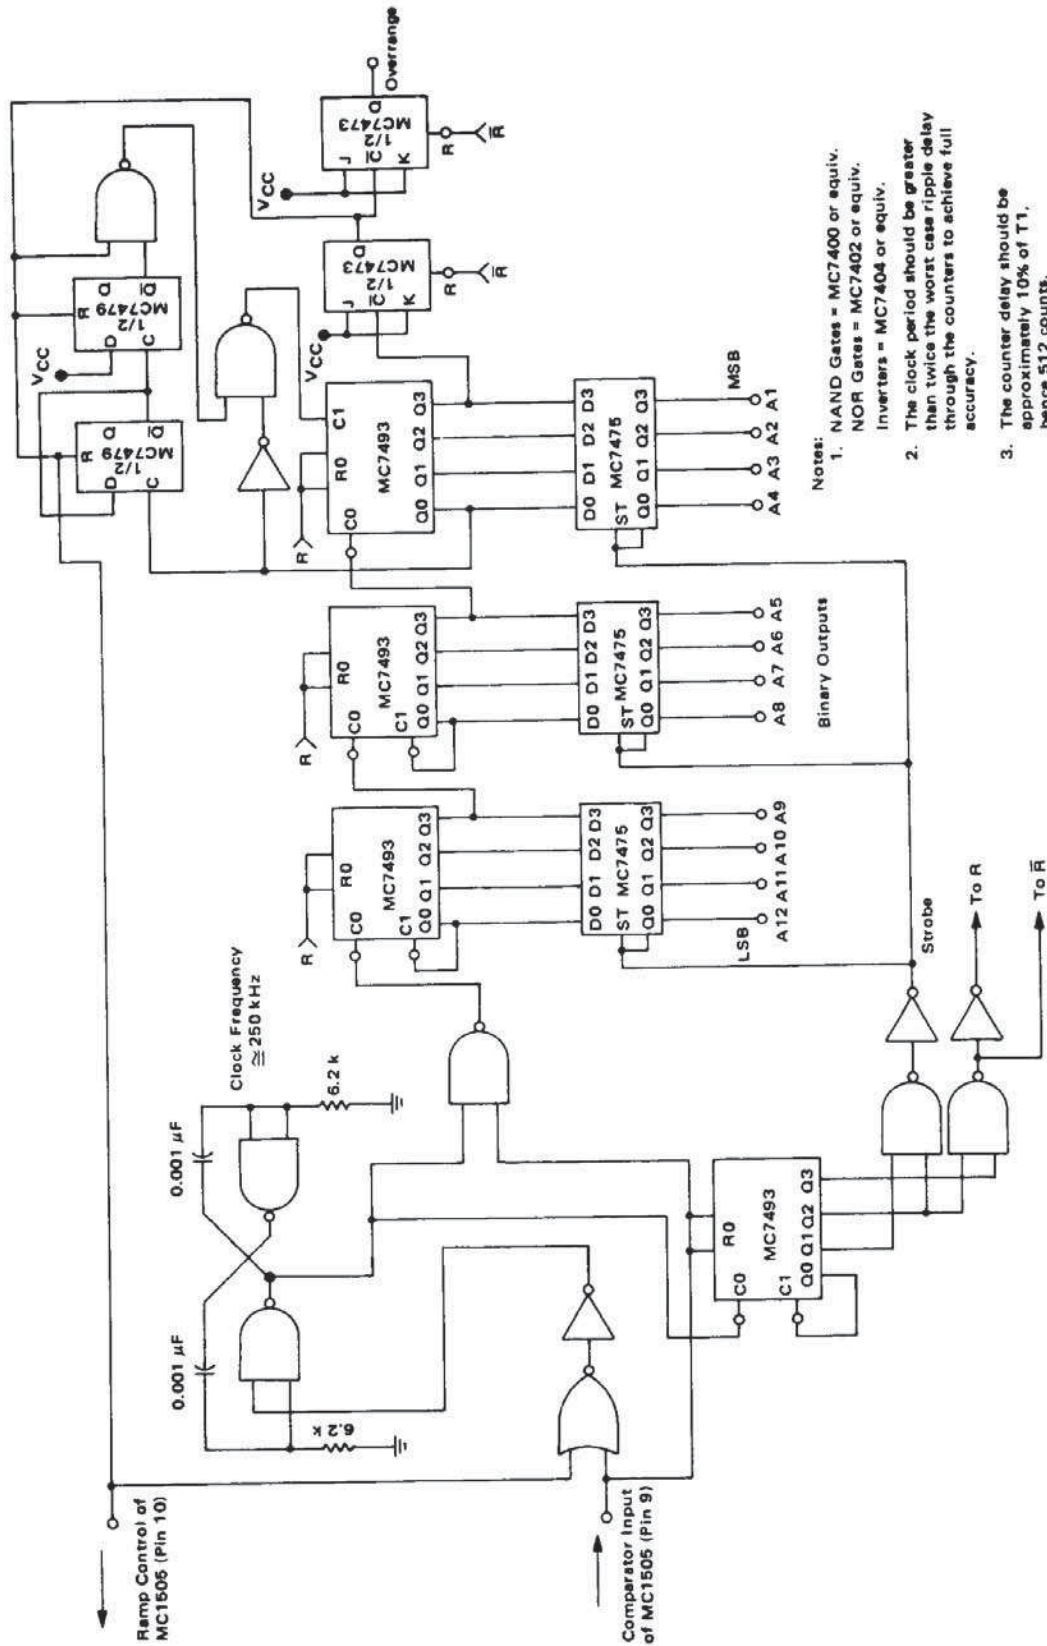 Ramp Control of
MC1505 (Pin 10)
Comparator Input
of MC1505 (Pin 9)
0.001 µF
0.001 µF
6.2 k
6.2 k
Clock Frequency
≅ 250 kHz
VCC
D
R
Q
1/2
MC7479
C
Q̅
D
R
Q
1/2
MC7479
C
Q̅
VCC
J
Q
1/2
C̅
MC7473
K
R
R̅
VCC
J
Q
1/2
C̅
MC7473
K
R
R̅
Overrange
R
C0
R0
MC7493
C1
Q0 Q1 Q2 Q3
R
C0
R0
MC7493
C1
Q0 Q1 Q2 Q3
R
C0
R0
C1
MC7493
Q0 Q1 Q2 Q3
D0 D1 D2 D3
ST MC7475
Q0 Q1 Q2 Q3
D0 D1 D2 D3
ST MC7475
Q0 Q1 Q2 Q3
D0 D1 D2 D3
ST MC7475
Q0 Q1 Q2 Q3
LSB
A12 A11 A10 A9
A8 A7 A6 A5
A4 A3 A2 A1
MSB
Binary Outputs
C0
R0
MC7493
C1
Q0 Q1 Q2 Q3
Strobe
To R
To R̅
Notes:
1. NAND Gates = MC7400 or equiv.
NOR Gates = MC7402 or equiv.
Inverters = MC7404 or equiv.
2. The clock period should be greater
than twice the worst case ripple delay
through the counters to achieve full
accuracy.
3. The counter delay should be
approximately 10% of T1,
hence 512 counts.